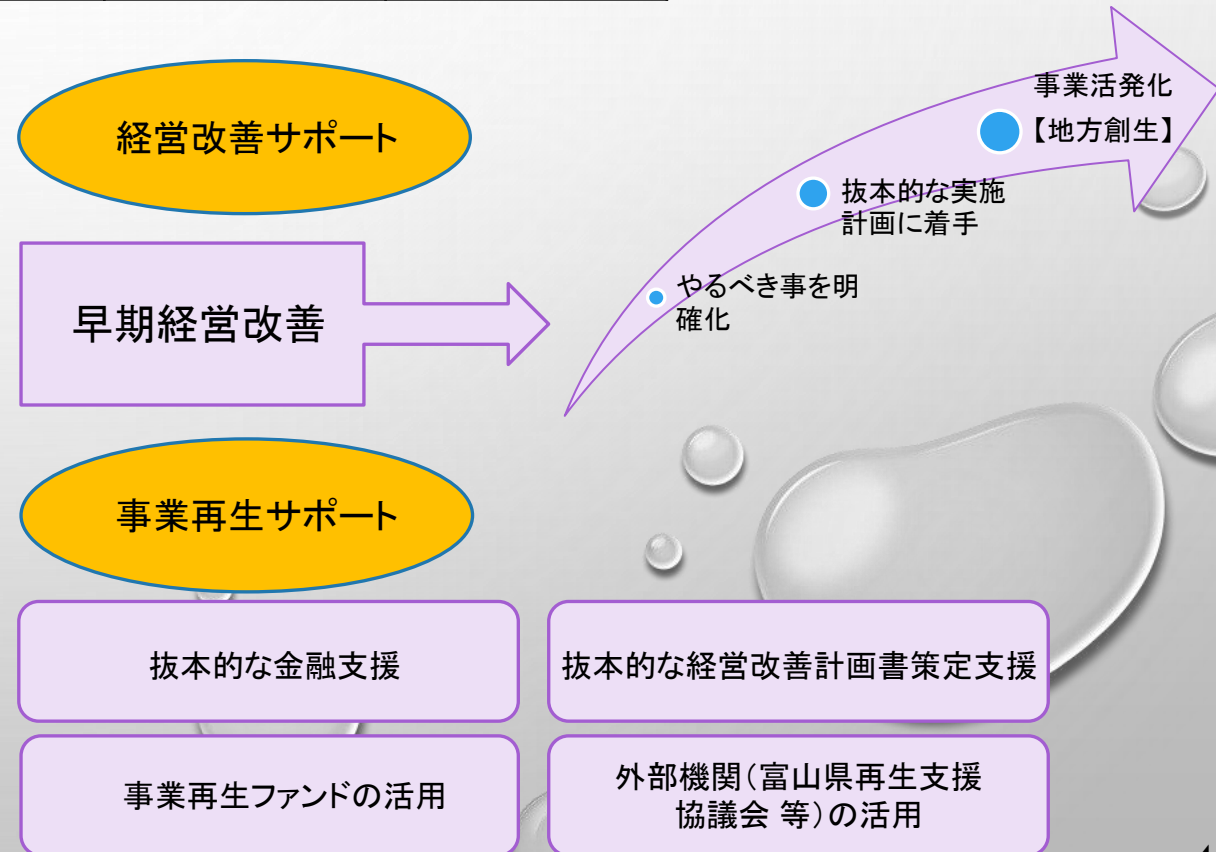 経営改善サポート
事業活発化
【地方創生】
抜本的な実施
計画に着手
やるべき事を明
確化
早期経営改善
事業再生サポート
抜本的な金融支援
抜本的な経営改善計画書策定支援
事業再生ファンドの活用
外部機関（富山県再生支援
協議会 等）の活用